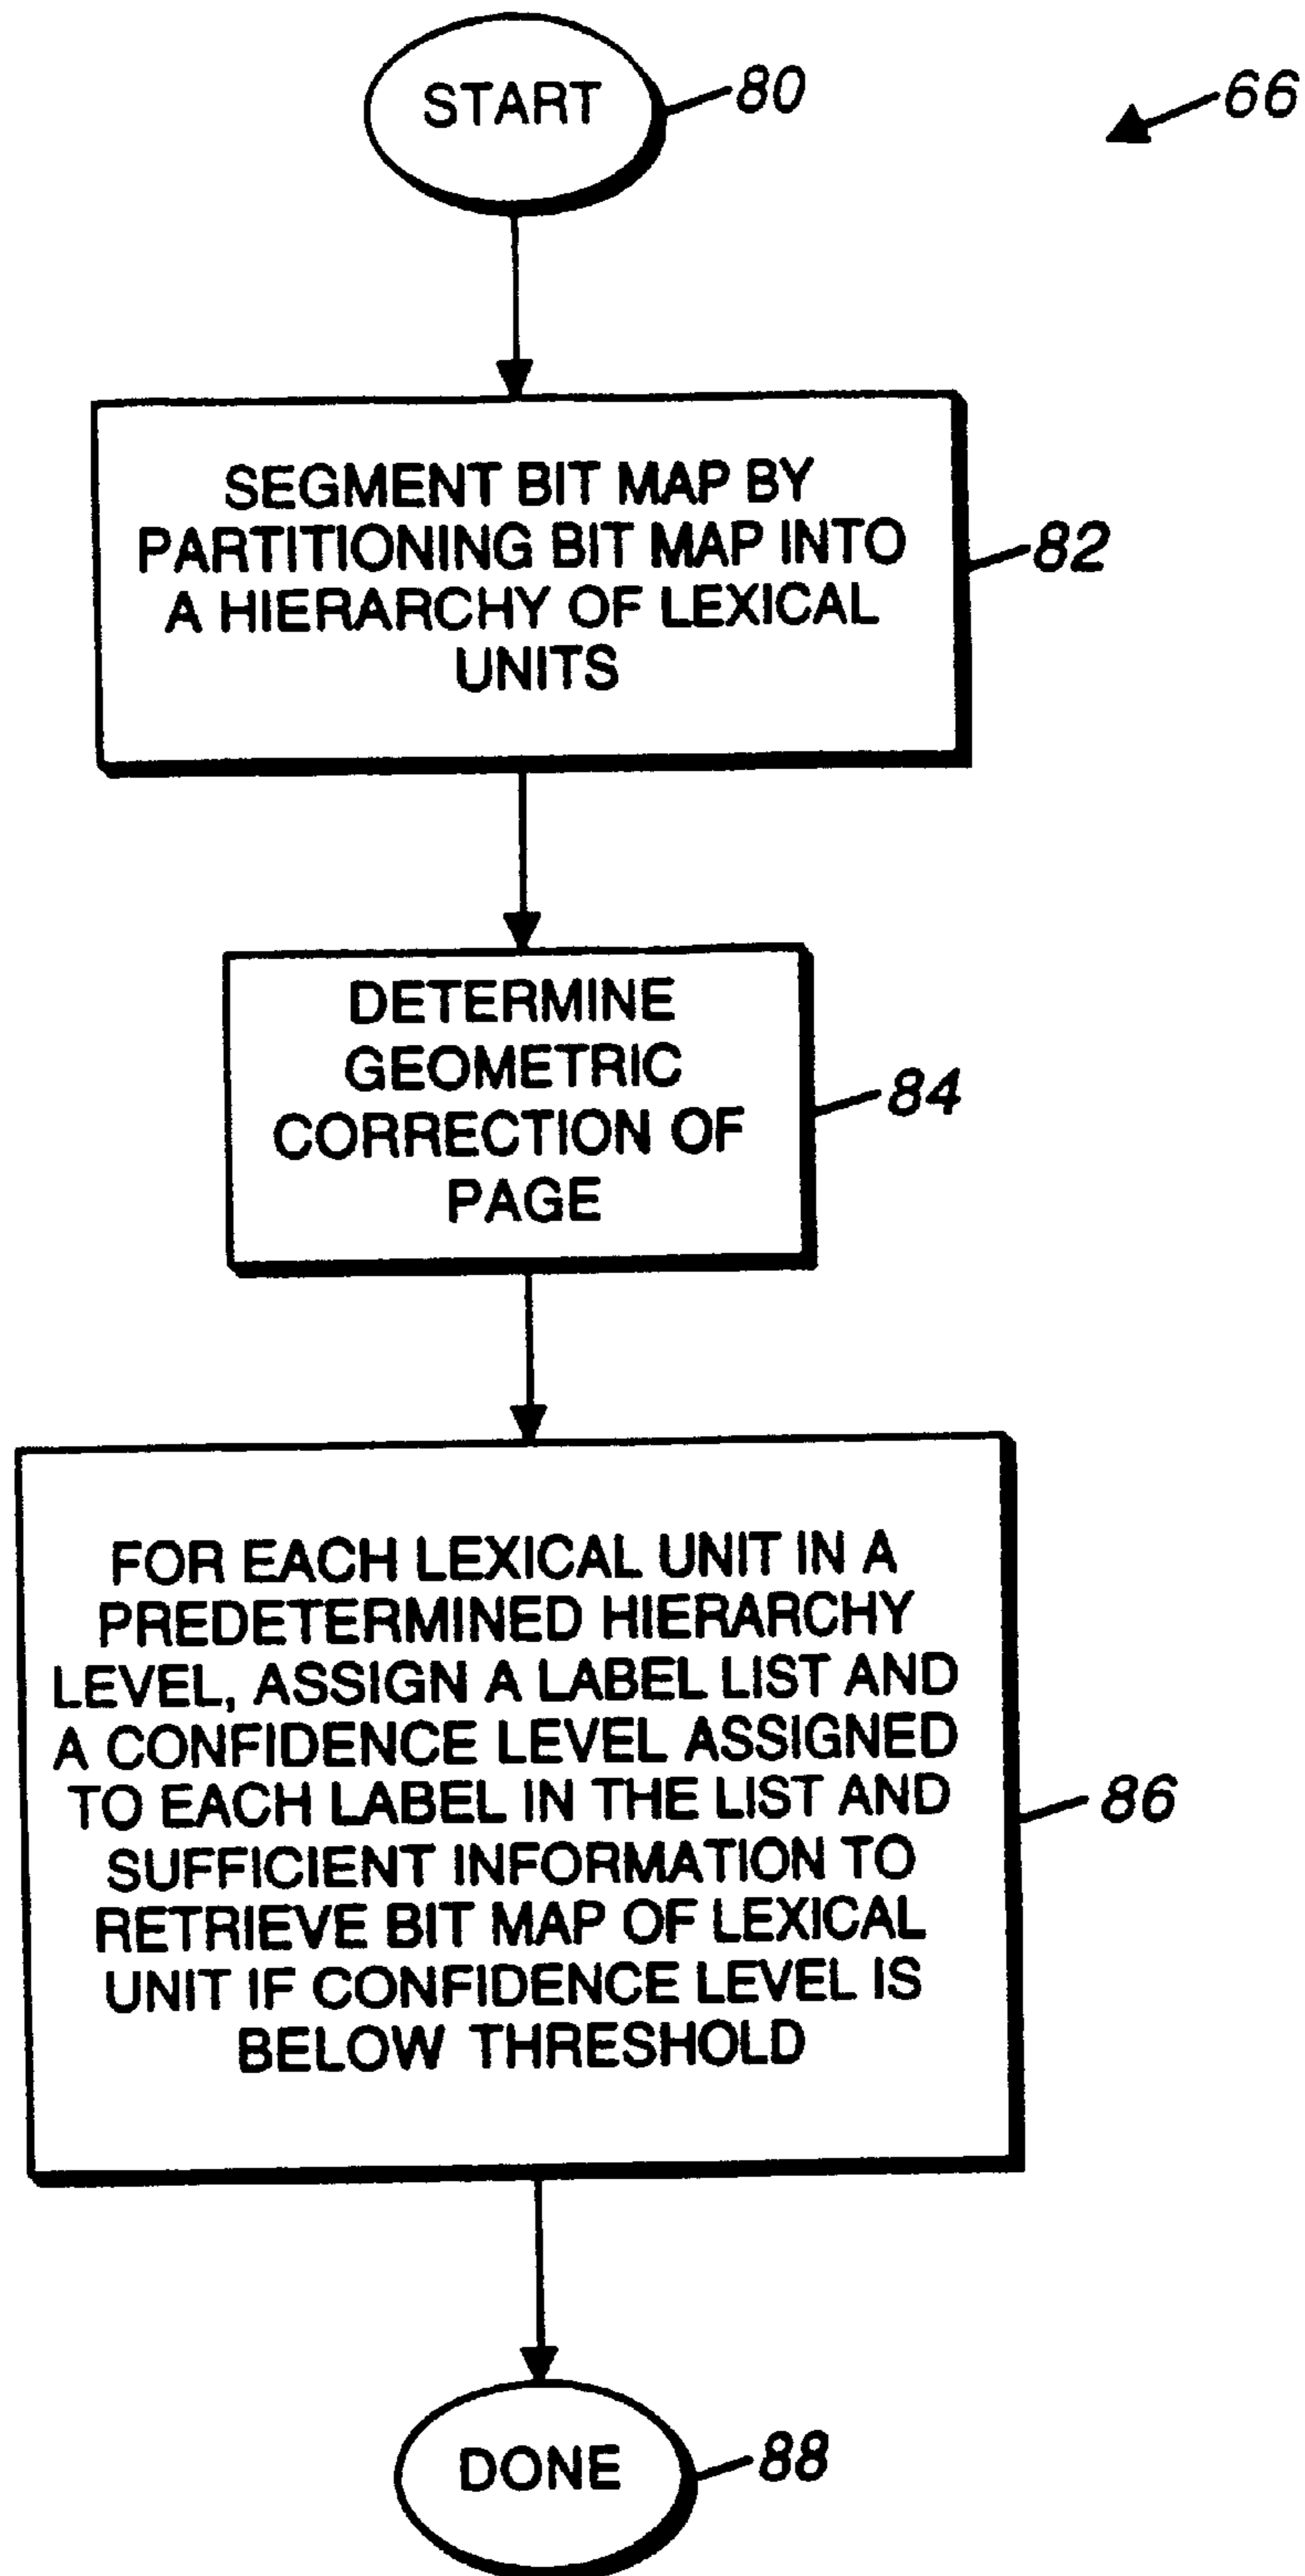 START
80
66
SEGMENT BIT MAP BY
PARTITIONING BIT MAP INTO
A HIERARCHY OF LEXICAL
UNITS
82
DETERMINE
GEOMETRIC
CORRECTION OF
PAGE
84
FOR EACH LEXICAL UNIT IN A
PREDETERMINED HIERARCHY
LEVEL, ASSIGN A LABEL LIST AND
A CONFIDENCE LEVEL ASSIGNED
TO EACH LABEL IN THE LIST AND
SUFFICIENT INFORMATION TO
RETRIEVE BIT MAP OF LEXICAL
UNIT IF CONFIDENCE LEVEL IS
BELOW THRESHOLD
86
DONE
88